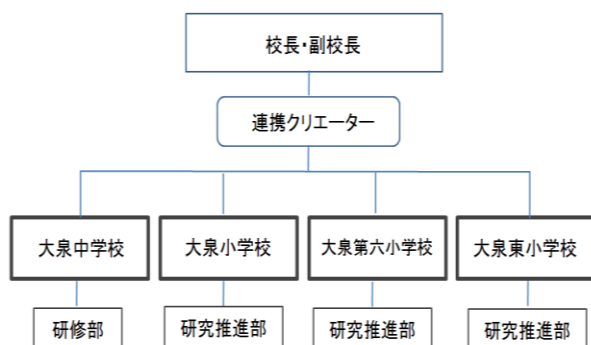 校長・副校長
連携クリエーター
大泉中学校
大泉小学校
大泉第六小学校
大泉東小学校
研修部
研究推進部
研究推進部
研究推進部